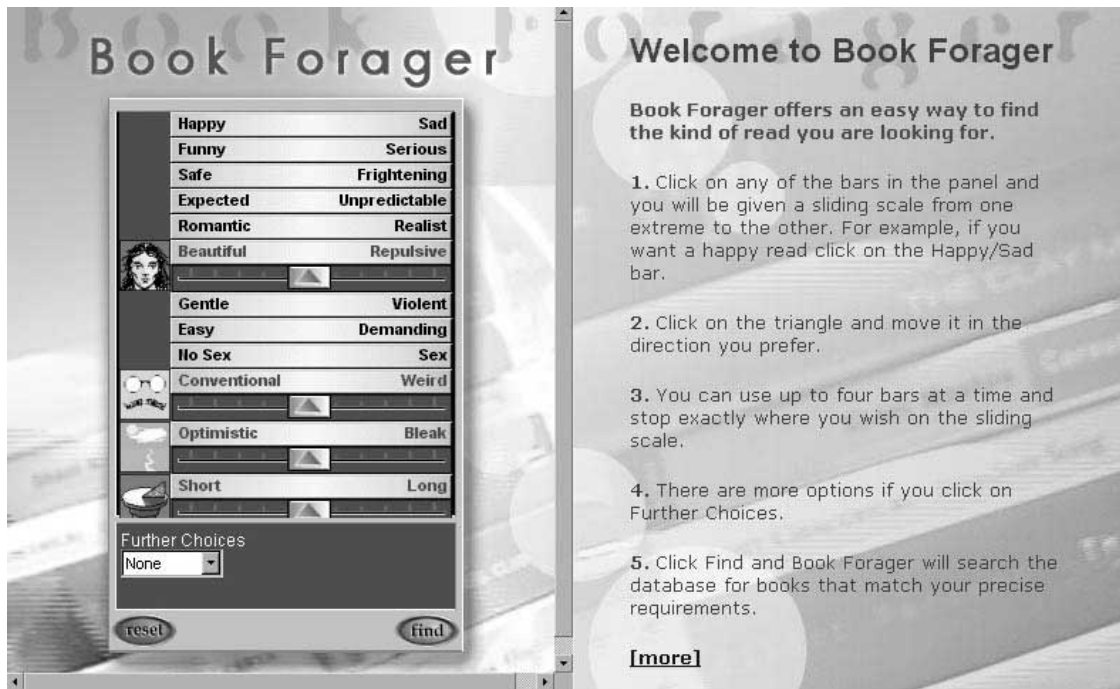 Book Forager
Happy Sad
Funny Serious
Safe Frightening
Expected Unpredictable
Romantic Realist
Beautiful Repulsive
Gentle Violent
Easy Demanding
No Sex Sex
Conventional Weird
Optimistic Bleak
Short Long
Further Choices
None
reset find
Welcome to Book Forager
Book Forager offers an easy way to find
the kind of read you are looking for.
1. Click on any of the bars in the panel and
you will be given a sliding scale from one
extreme to the other. For example, if you
want a happy read click on the Happy/Sad
bar.
2. Click on the triangle and move it in the
direction you prefer.
3. You can use up to four bars at a time and
stop exactly where you wish on the sliding
scale.
4. There are more options if you click on
Further Choices.
5. Click Find and Book Forager will search the
database for books that match your precise
requirements.
[more]